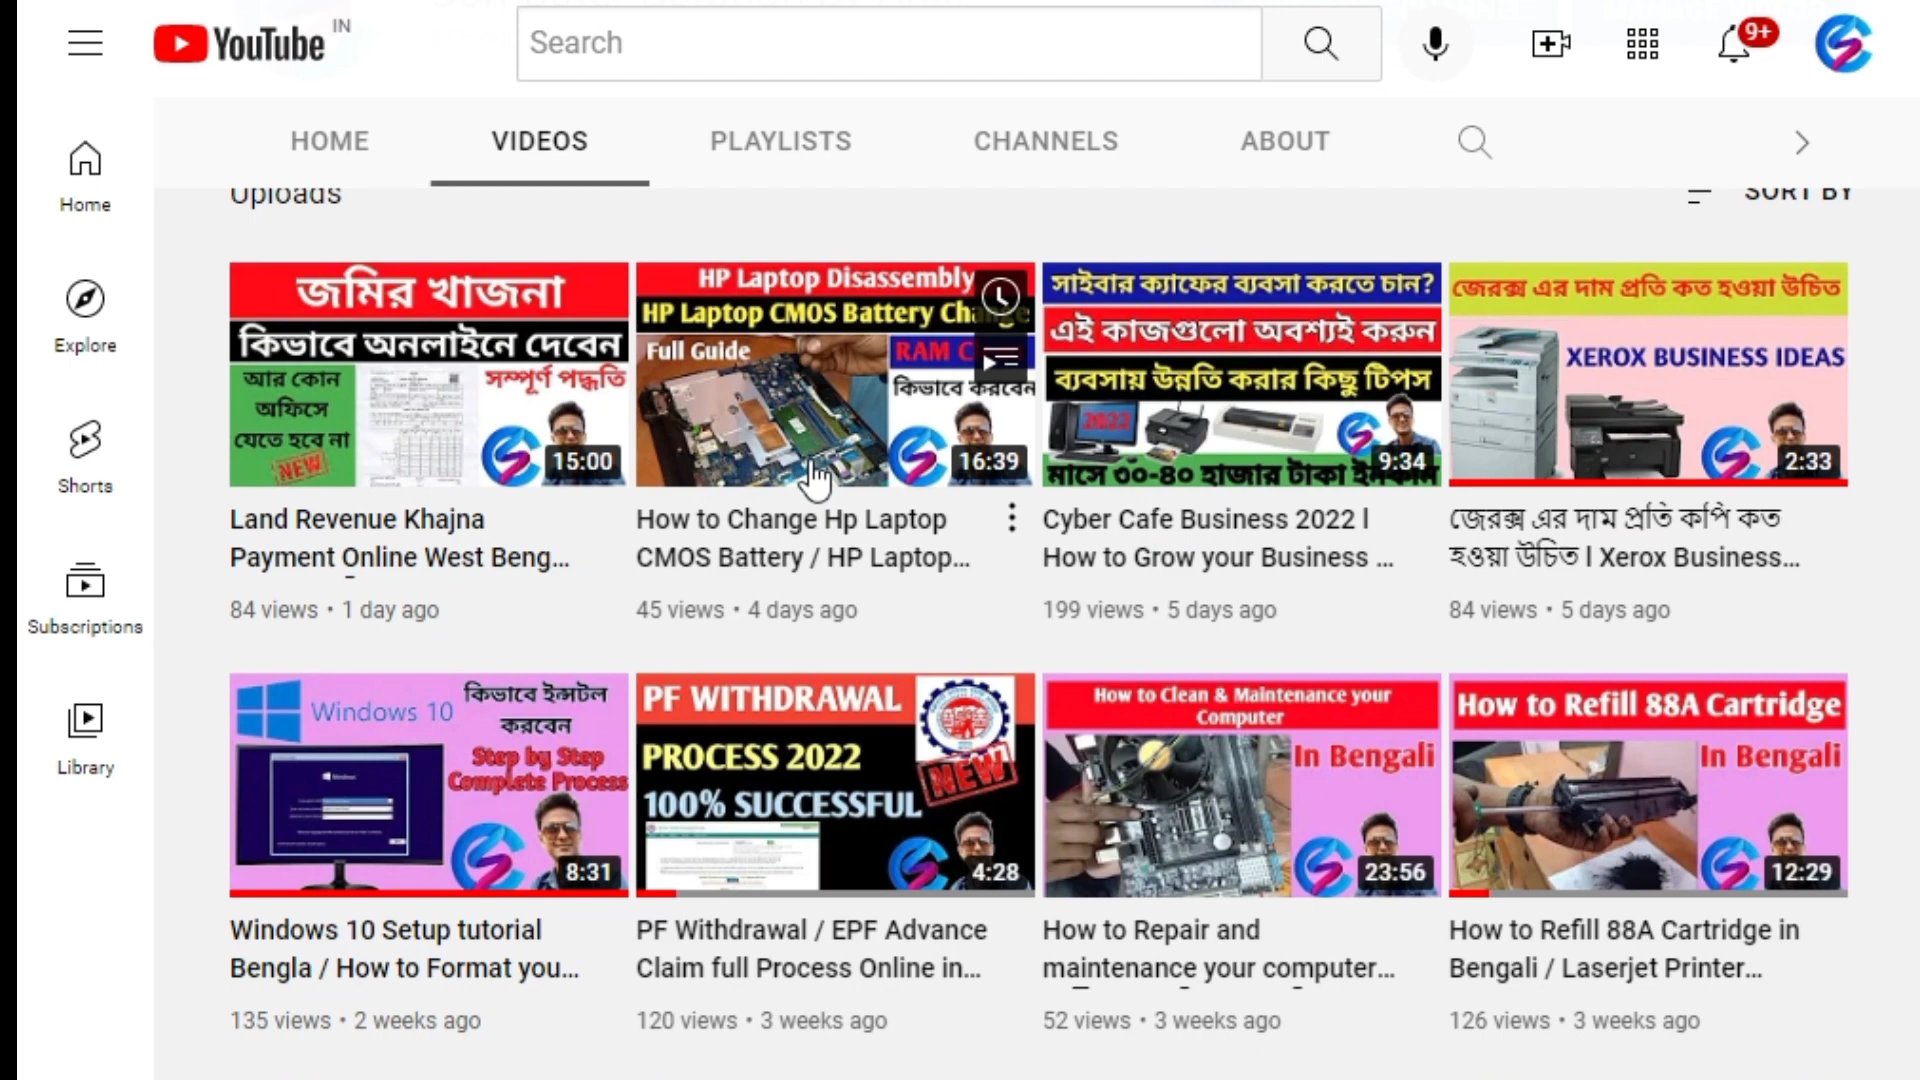 YouTube IN
Search
9+
HOME VIDEOS PLAYLISTS CHANNELS ABOUT
Uploads SORT BY
Home
Explore
Shorts
Subscriptions
Library
জমির খাজনা
কিভাবে অনলাইনে দেবেন
আর কোন
অফিসে
যেতে হবে না
NEW
সম্পূর্ণ পদ্ধতি
15:00
Land Revenue Khajna
Payment Online West Beng...
84 views • 1 day ago
HP Laptop Disassembly
HP Laptop CMOS Battery Change
Full Guide
RAM
কিভাবে করবেন
16:39
How to Change Hp Laptop
CMOS Battery / HP Laptop...
45 views • 4 days ago
সাইবার ক্যাফের ব্যবসা করতে চান?
এই কাজগুলো অবশ্যই করুন
ব্যবসায় উন্নতি করার কিছু টিপস
2022
মাসে ৩০-৪০ হাজার টাকা ইনকাম
9:34
Cyber Cafe Business 2022 l
How to Grow your Business ...
199 views • 5 days ago
জেরক্স এর দাম প্রতি কত হওয়া উচিত
XEROX BUSINESS IDEAS
2:33
জেরক্স এর দাম প্রতি কপি কত
হওয়া উচিত l Xerox Business...
84 views • 5 days ago
Windows 10
কিভাবে ইন্সটল
করবেন
Step by Step
Complete Process
8:31
Windows 10 Setup tutorial
Bengla / How to Format you...
135 views • 2 weeks ago
PF WITHDRAWAL
PROCESS 2022
NEW
100% SUCCESSFUL
4:28
PF Withdrawal / EPF Advance
Claim full Process Online in...
120 views • 3 weeks ago
How to Clean & Maintenance your
Computer
In Bengali
23:56
How to Repair and
maintenance your computer...
52 views • 3 weeks ago
How to Refill 88A Cartridge
In Bengali
12:29
How to Refill 88A Cartridge in
Bengali / Laserjet Printer...
126 views • 3 weeks ago